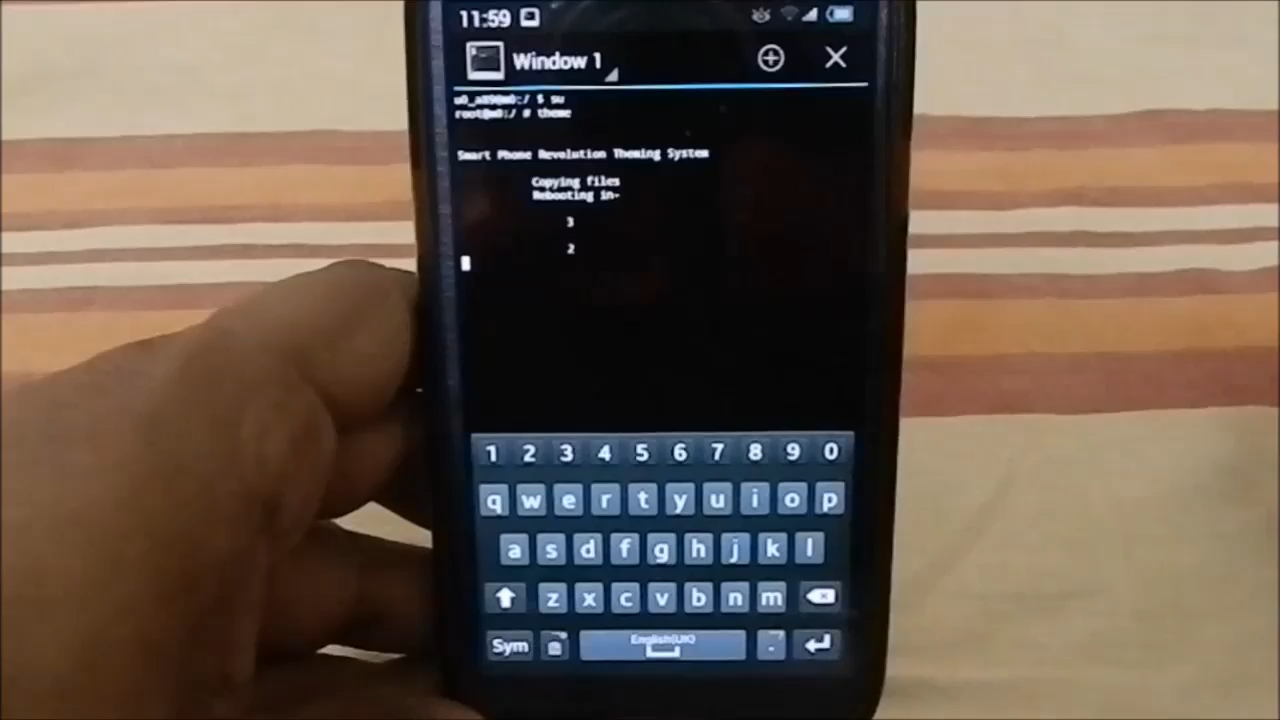 11:59
Window 1
u0_a89@m0:/ $ su
root@m0:/ # theme
Smart Phone Revolution Theming System
Copying files
Rebooting in-
3
2
1 2 3 4 5 6 7 8 9 0
q w e r t y u i o p
a s d f g h j k l
z x c v b n m
Sym English(UK) .